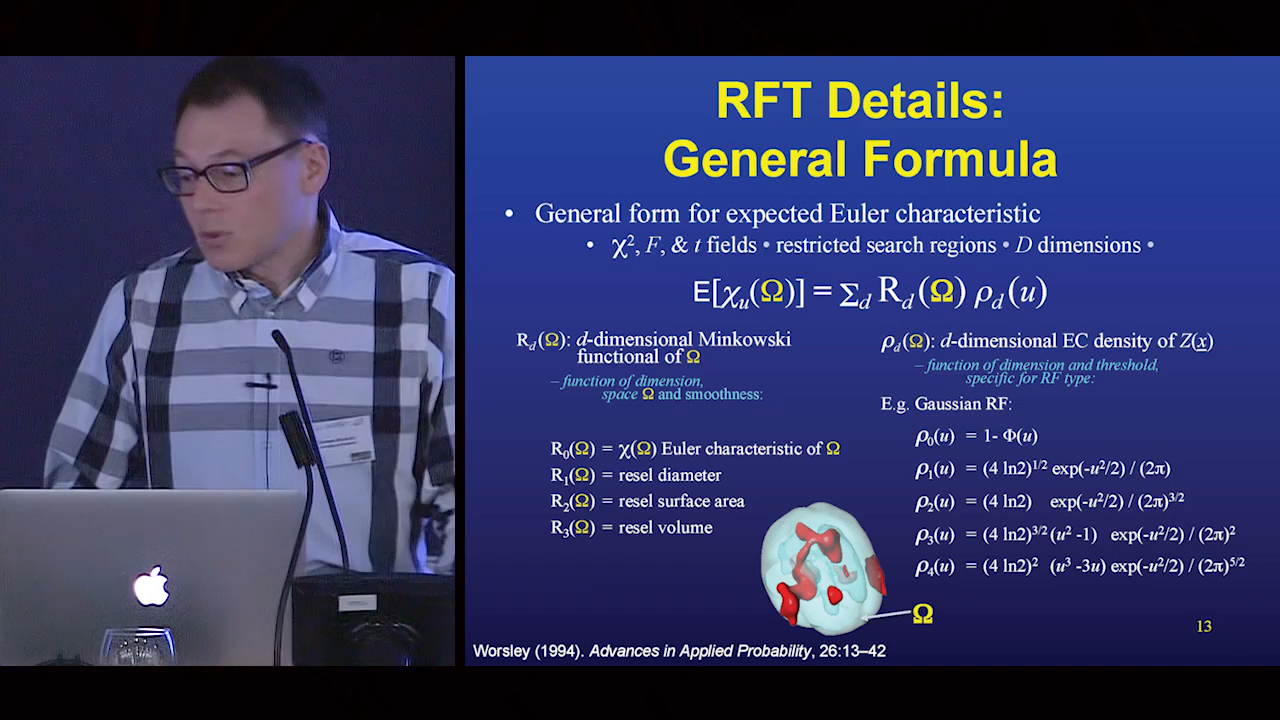 RFT Details:
General Formula
• General form for expected Euler characteristic
• χ², F, & t fields • restricted search regions • D dimensions •
E[χᵤ(Ω)] = Σ_d R_d(Ω) ρ_d(u)
R_d(Ω): d-dimensional Minkowski
functional of Ω
– function of dimension,
space Ω and smoothness:
R₀(Ω) = χ(Ω) Euler characteristic of Ω
R₁(Ω) = resel diameter
R₂(Ω) = resel surface area
R₃(Ω) = resel volume
ρ_d(Ω): d-dimensional EC density of Z(x)
– function of dimension and threshold,
specific for RF type:
E.g. Gaussian RF:
ρ₀(u) = 1- Φ(u)
ρ₁(u) = (4 ln2)^1/2 exp(-u²/2) / (2π)
ρ₂(u) = (4 ln2) exp(-u²/2) / (2π)^3/2
ρ₃(u) = (4 ln2)^3/2 (u² -1) exp(-u²/2) / (2π)²
ρ₄(u) = (4 ln2)² (u³ -3u) exp(-u²/2) / (2π)^5/2
Ω
13
Worsley (1994). Advances in Applied Probability, 26:13–42